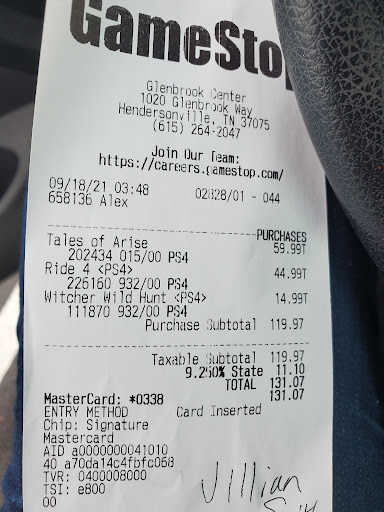 GameStop
Glenbrook Center
1020 Glenbrook Way
Hendersonville, TN 37075
(615) 264-2047
Join Our Team:
https://careers.gamestop.com/
09/18/21 03:48 02828/01 - 044
658136 Alex
PURCHASES
Tales of Arise 59.99T
202434 015/00 PS4
Ride 4 <PS4> 44.99T
226160 932/00 PS4
Witcher Wild Hunt <PS4> 14.99T
111870 932/00 PS4
Purchase Subtotal 119.97
Taxable Subtotal 119.97
9.250% State 11.10
TOTAL 131.07
MasterCard: *0338 131.07
ENTRY METHOD Card Inserted
Chip: Signature
Mastercard
AID a0000000041010
40 a70da14c4fbfc068
TVR: 0400008000
TSI: e800
00
Jillian